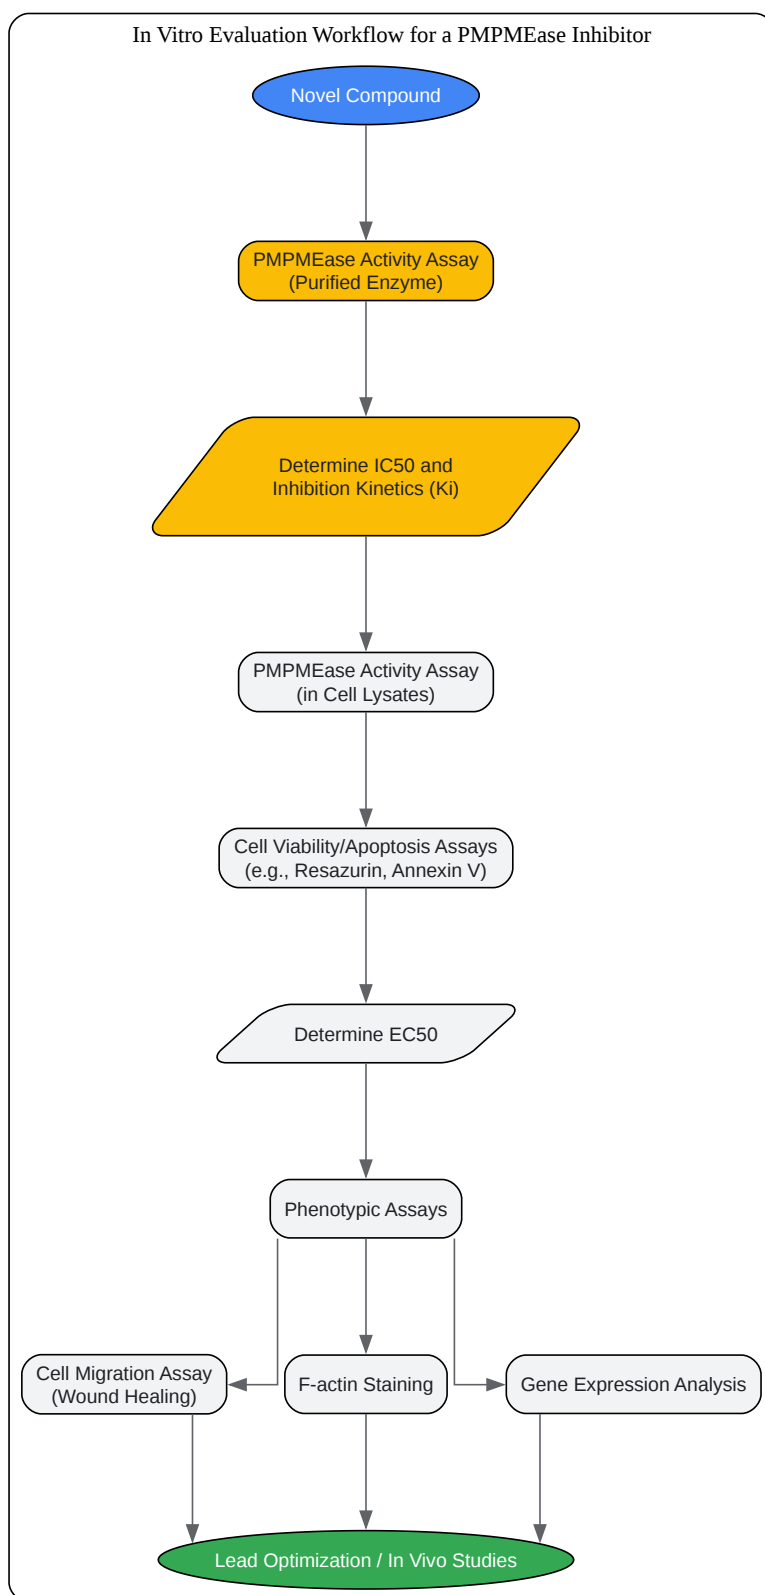 In Vitro Evaluation Workflow for a PMPMEase Inhibitor
Novel Compound
PMPMEase Activity Assay
(Purified Enzyme)
Determine IC50 and
Inhibition Kinetics (Ki)
PMPMEase Activity Assay
(in Cell Lysates)
Cell Viability/Apoptosis Assays
(e.g., Resazurin, Annexin V)
Determine EC50
Phenotypic Assays
Cell Migration Assay
(Wound Healing)
F-actin Staining
Gene Expression Analysis
Lead Optimization / In Vivo Studies